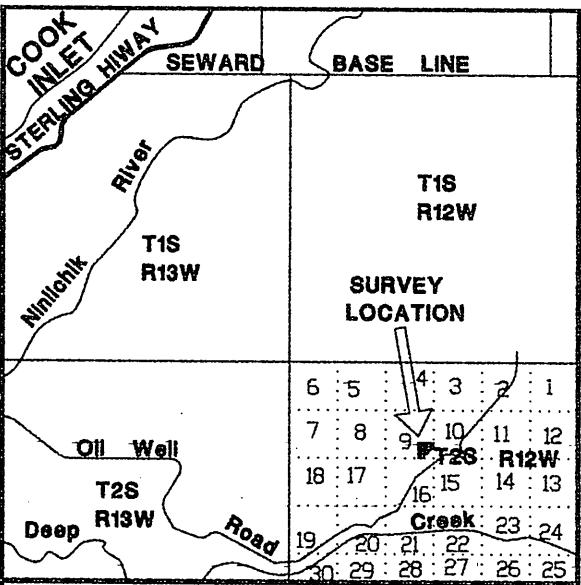 COOK
INLET
STERLING HIWAY
SEWARD BASE LINE
Ninilchik River
T1S
R13W
T1S
R12W
SURVEY
LOCATION
6 5 4 3 2 1
7 8 9 10 11 12
T2S R12W
18 17 16 15 14 13
Oil Well Road
T2S
R13W
Deep Creek
19 20 21 22 23 24
30 29 28 27 26 25